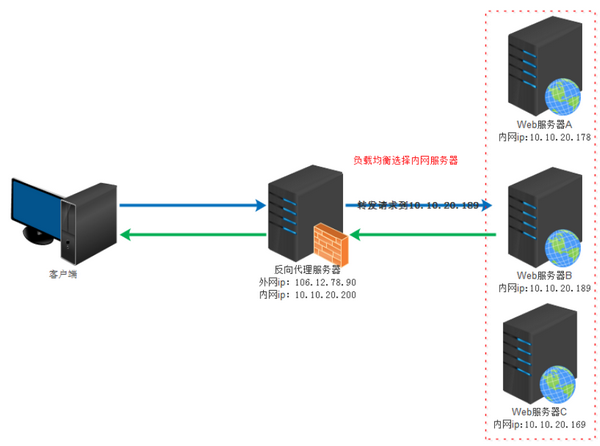 Web服务器A
内网ip:10.10.20.178
负载均衡选择内网服务器
转发请求到10.10.20.189
客户端
反向代理服务器
外网ip: 106.12.78.90
内网ip: 10.10.20.200
Web服务器B
内网ip:10.10.20.189
Web服务器C
内网ip:10.10.20.169